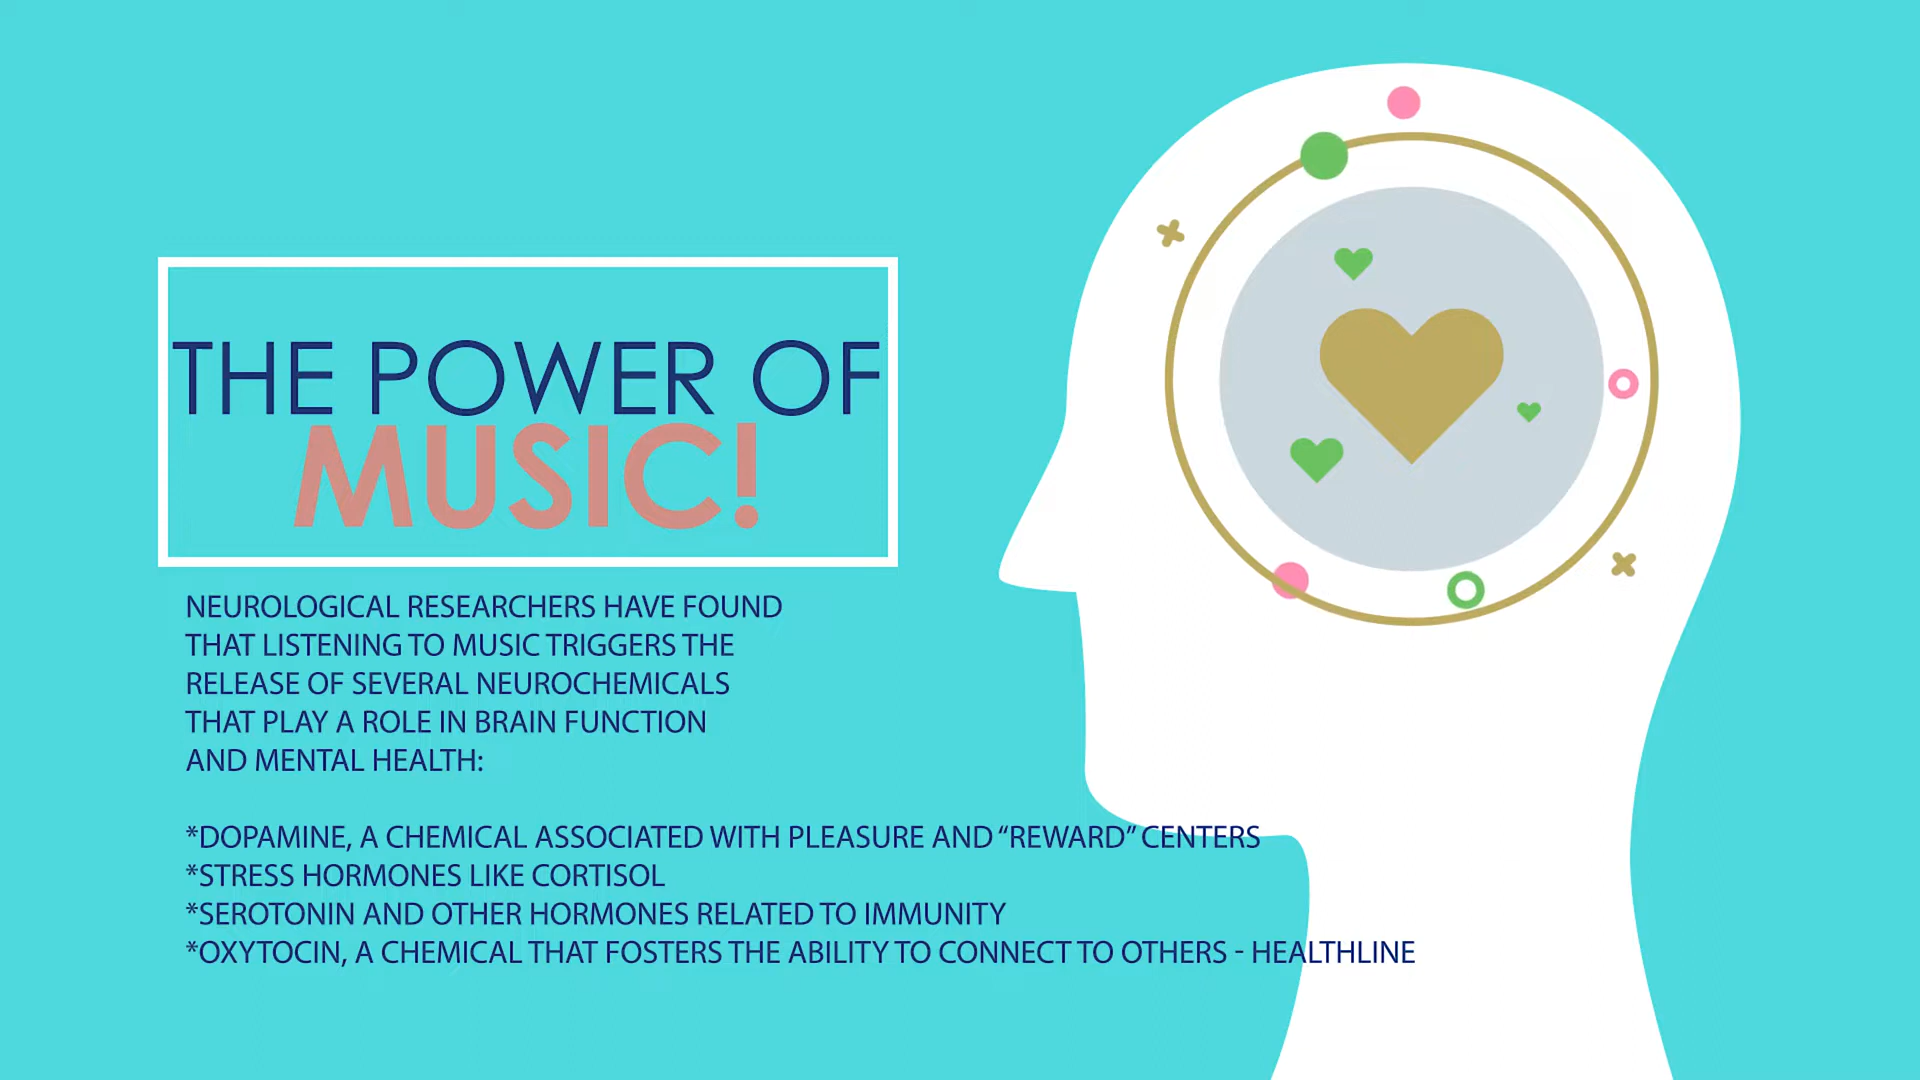 THE POWER OF
MUSIC!
NEUROLOGICAL RESEARCHERS HAVE FOUND
THAT LISTENING TO MUSIC TRIGGERS THE
RELEASE OF SEVERAL NEUROCHEMICALS
THAT PLAY A ROLE IN BRAIN FUNCTION
AND MENTAL HEALTH:
*DOPAMINE, A CHEMICAL ASSOCIATED WITH PLEASURE AND “REWARD” CENTERS
*STRESS HORMONES LIKE CORTISOL
*SEROTONIN AND OTHER HORMONES RELATED TO IMMUNITY
*OXYTOCIN, A CHEMICAL THAT FOSTERS THE ABILITY TO CONNECT TO OTHERS - HEALTHLINE